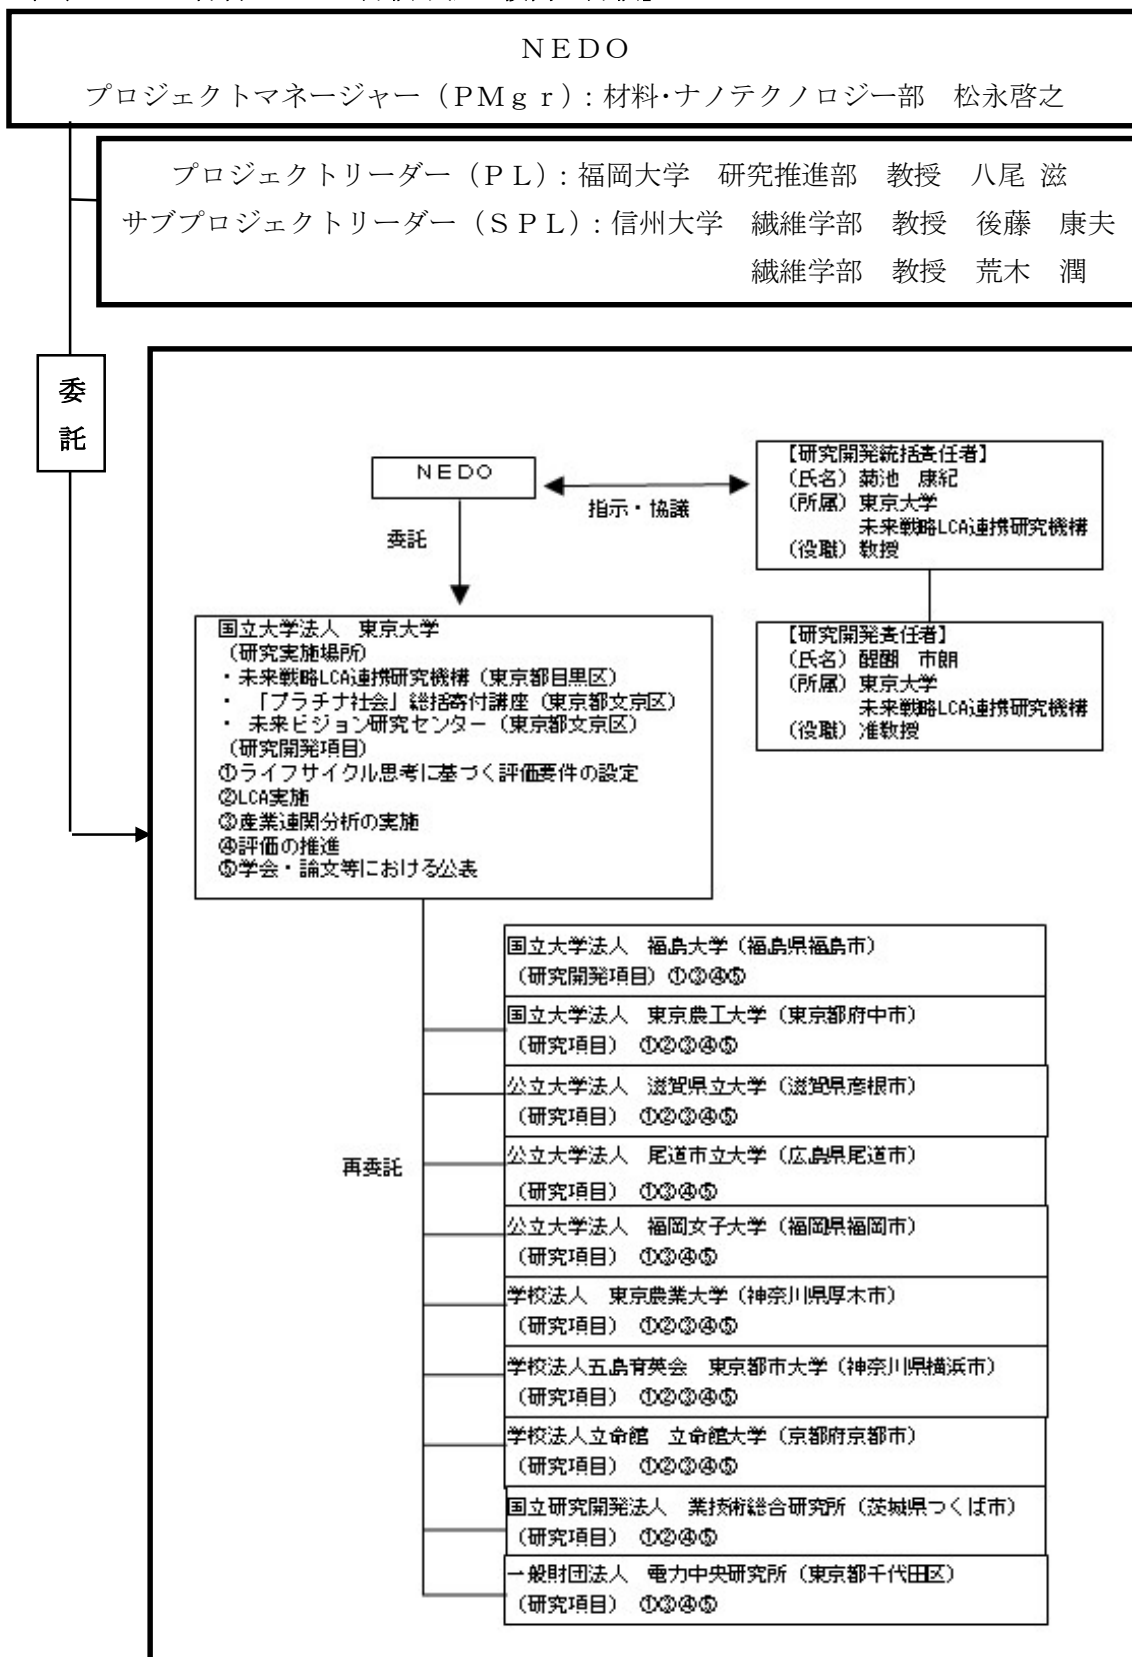 ＮＥＤＯ
プロジェクトマネージャー（ＰＭｇｒ）：材料・ナノテクノロジー部　松永啓之
プロジェクトリーダー（ＰＬ）：福岡大学　研究推進部　教授　八尾 滋
サブプロジェクトリーダー（ＳＰＬ）：信州大学　繊維学部　教授　後藤　康夫
繊維学部　教授　荒木　潤
委
託
ＮＥＤＯ
指示・協議
委託
【研究開発統括責任者】
（氏名）菊池　康紀
（所属）東京大学
未来戦略LCA連携研究機構
（役職）教授
【研究開発責任者】
（氏名）醍醐　市朗
（所属）東京大学
未来戦略LCA連携研究機構
（役職）准教授
国立大学法人　東京大学
（研究実施場所）
・未来戦略LCA連携研究機構（東京都目黒区）
・「プラチナ社会」総括寄付講座（東京都文京区）
・未来ビジョン研究センター（東京都文京区）
（研究開発項目）
①ライフサイクル思考に基づく評価要件の設定
②LCA実施
③産業連関分析の実施
④評価の推進
⑤学会・論文等における公表
再委託
国立大学法人　福島大学（福島県福島市）
（研究開発項目）①③④⑤
国立大学法人　東京農工大学（東京都府中市）
（研究項目）　①②③④⑤
公立大学法人　滋賀県立大学（滋賀県彦根市）
（研究項目）　①②③④⑤
公立大学法人　尾道市立大学（広島県尾道市）
（研究項目）　①③④⑤
公立大学法人　福岡女子大学（福岡県福岡市）
（研究項目）　①③④⑤
学校法人　東京農業大学（神奈川県厚木市）
（研究項目）　①②③④⑤
学校法人五島育英会　東京都市大学（神奈川県横浜市）
（研究項目）　①②③④⑤
学校法人立命館　立命館大学（京都府京都市）
（研究項目）　①②③④⑤
国立研究開発法人　業技術総合研究所（茨城県つくば市）
（研究項目）　①②④⑤
一般財団法人　電力中央研究所（東京都千代田区）
（研究項目）　①③④⑤